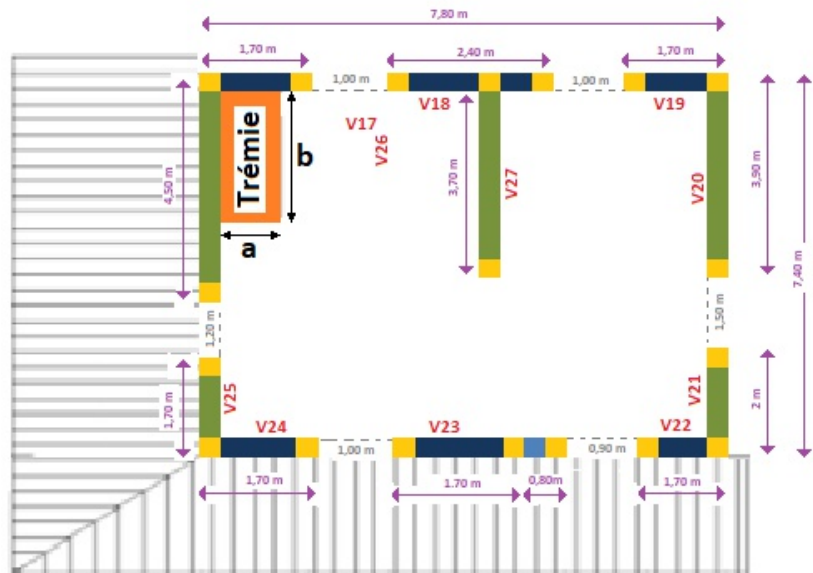 7,80 m
1,70 m
2,40 m
1,70 m
1,00 m
1,00 m
V18
V19
V17
V26
Trémie
b
a
4,50 m
3,70 m
V27
V20
3,90 m
7,40 m
1,20 m
1,50 m
V25
V21
1,70 m
2 m
V24
V23
V22
1,00 m
0,90 m
1,70 m
1.70 m
0,80m
1,70 m